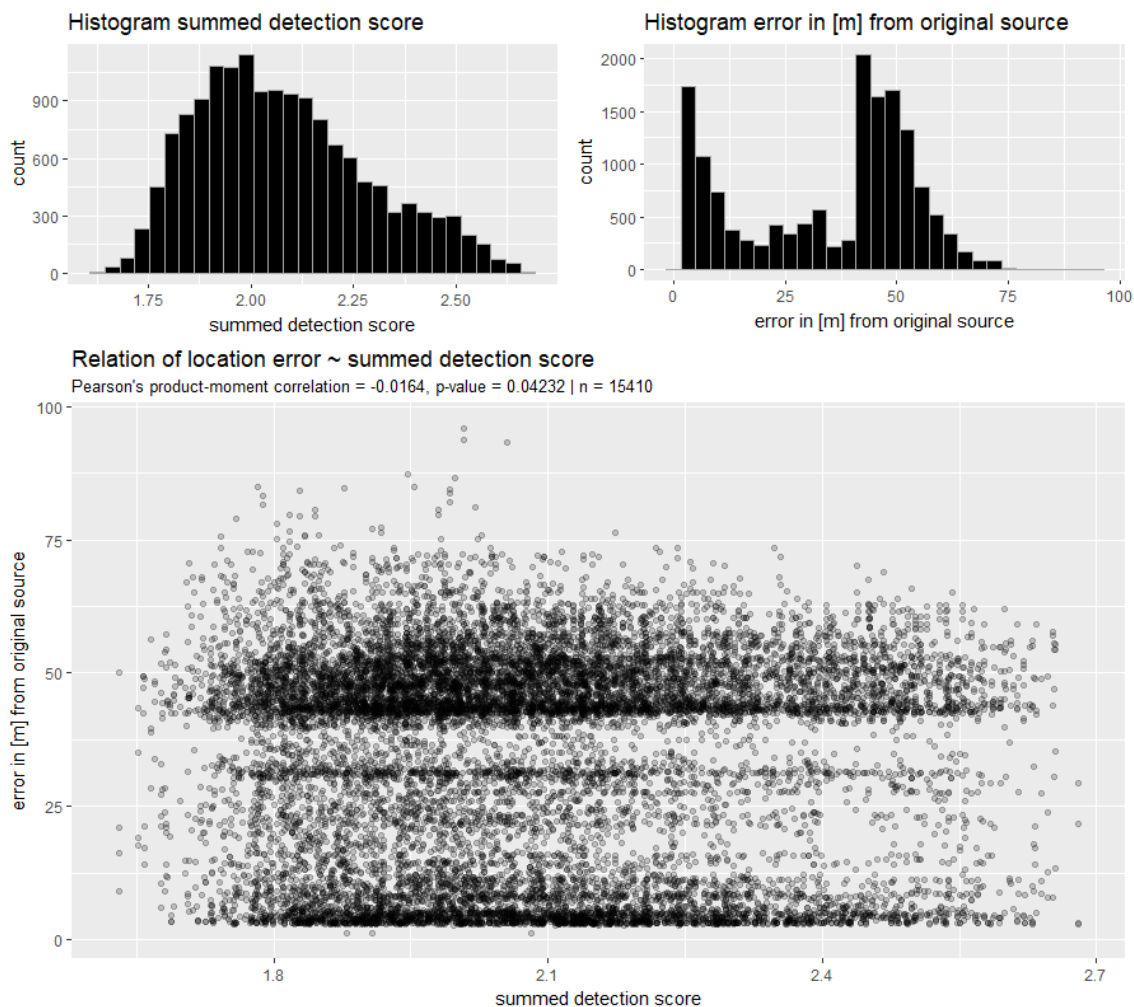 Histogram summed detection score
900
600
300
0
count
1.75
2.00
2.25
2.50
summed detection score
Histogram error in [m] from original source
2000
1500
1000
500
0
count
0
25
50
75
100
error in [m] from original source
Relation of location error ~ summed detection score
Pearson's product-moment correlation = -0.0164, p-value = 0.04232 | n = 15410
100
75
50
25
0
error in [m] from original source
1.8
2.1
2.4
2.7
summed detection score